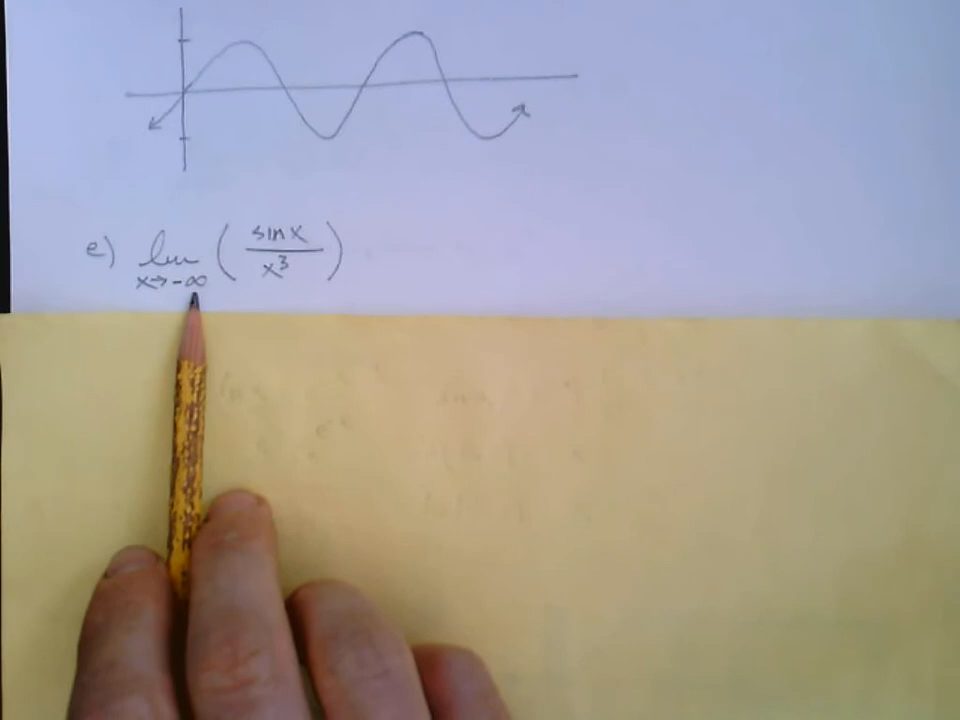 e) lim x→-∞ (sin x / x³)